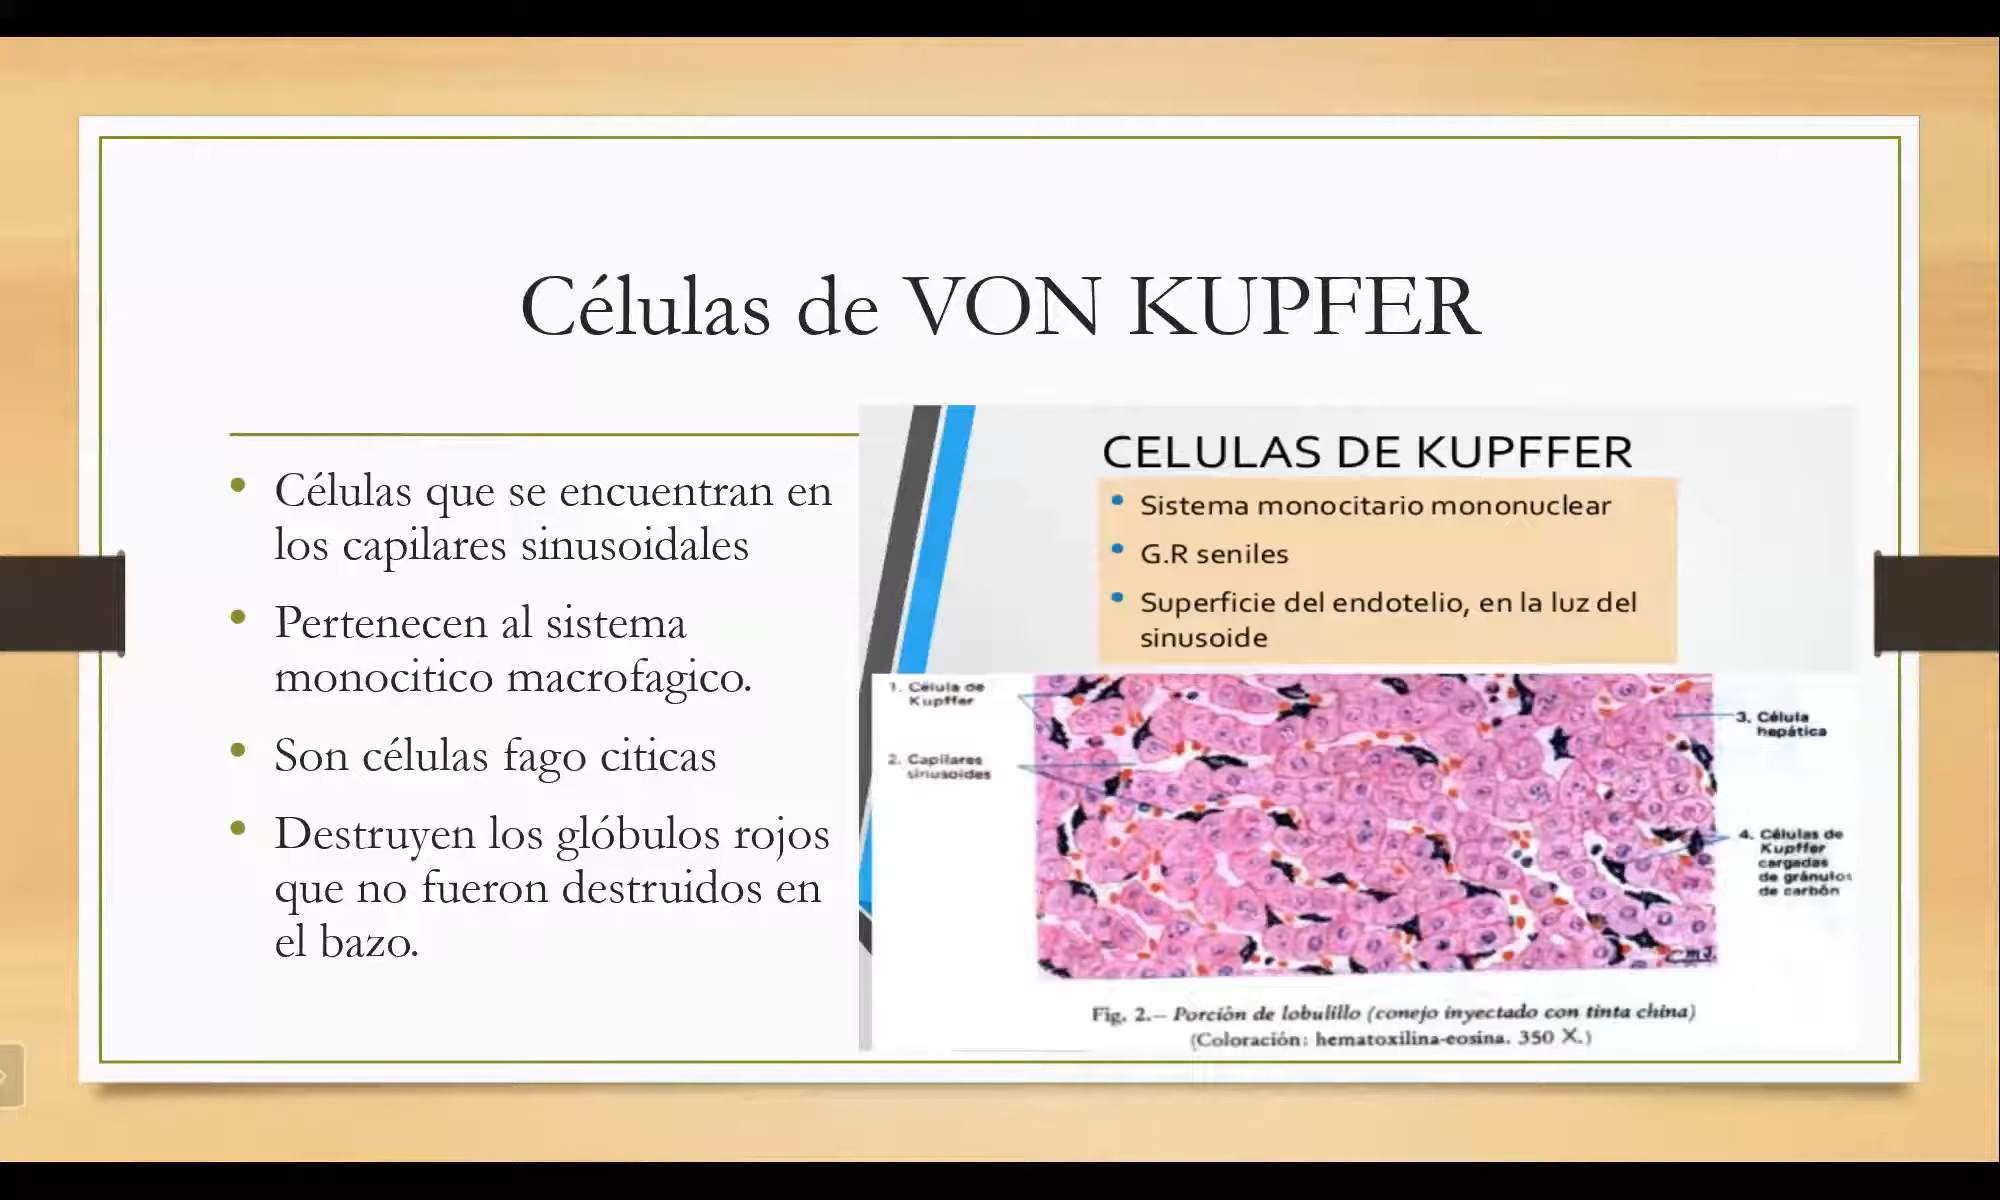 Células de VON KUPFER
• Células que se encuentran en
los capilares sinusoidales
• Pertenecen al sistema
monocitico macrofagico.
• Son células fago citicas
• Destruyen los glóbulos rojos
que no fueron destruidos en
el bazo.
CELULAS DE KUPFFER
• Sistema monocitario mononuclear
• G.R seniles
• Superficie del endotelio, en la luz del
sinusoide
1. Célula de
Kupffer
2. Capilares
sinusoides
3. Célula
hepática
4. Células de
Kupffer
cargadas
de gránulos
de carbón
Cmj.
Fig. 2.— Porción de lobulillo (conejo inyectado con tinta china)
(Coloración: hematoxilina-eosina. 350 X.)